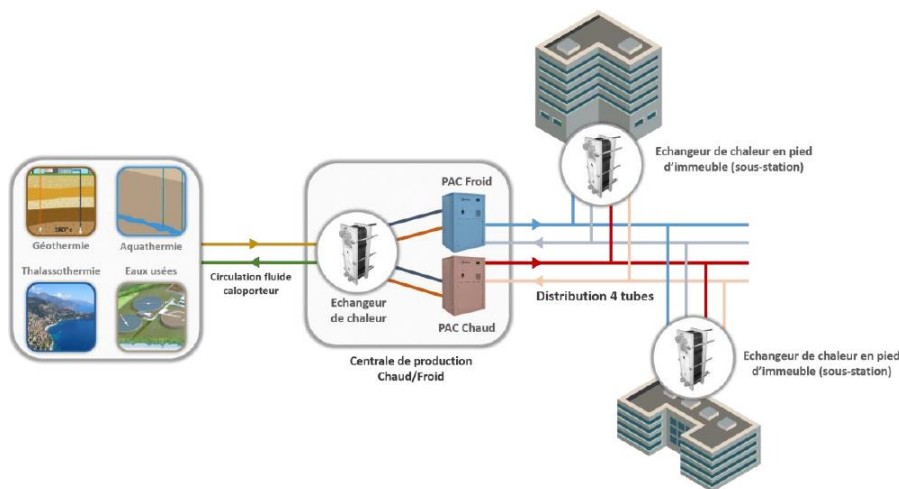 Géothermie
Aquathermie
Thalassothermie
Eaux usées
Circulation fluide
caloporteur
Echangeur
de chaleur
PAC Froid
PAC Chaud
Centrale de production
Chaud/Froid
Distribution 4 tubes
Echangeur de chaleur en pied
d'immeuble (sous-station)
Echangeur de chaleur en pied
d'immeuble (sous-station)